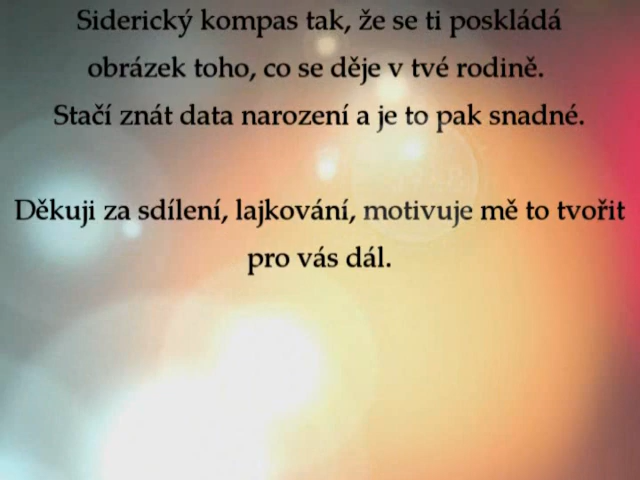 Siderický kompas tak, že se ti poskládá
obrázek toho, co se děje v tvé rodině.
Stačí znát data narození a je to pak snadné.
Děkuji za sdílení, lajkování, motivuje mě to tvořit
pro vás dál.